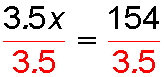 3.5x / 3.5 = 154 / 3.5